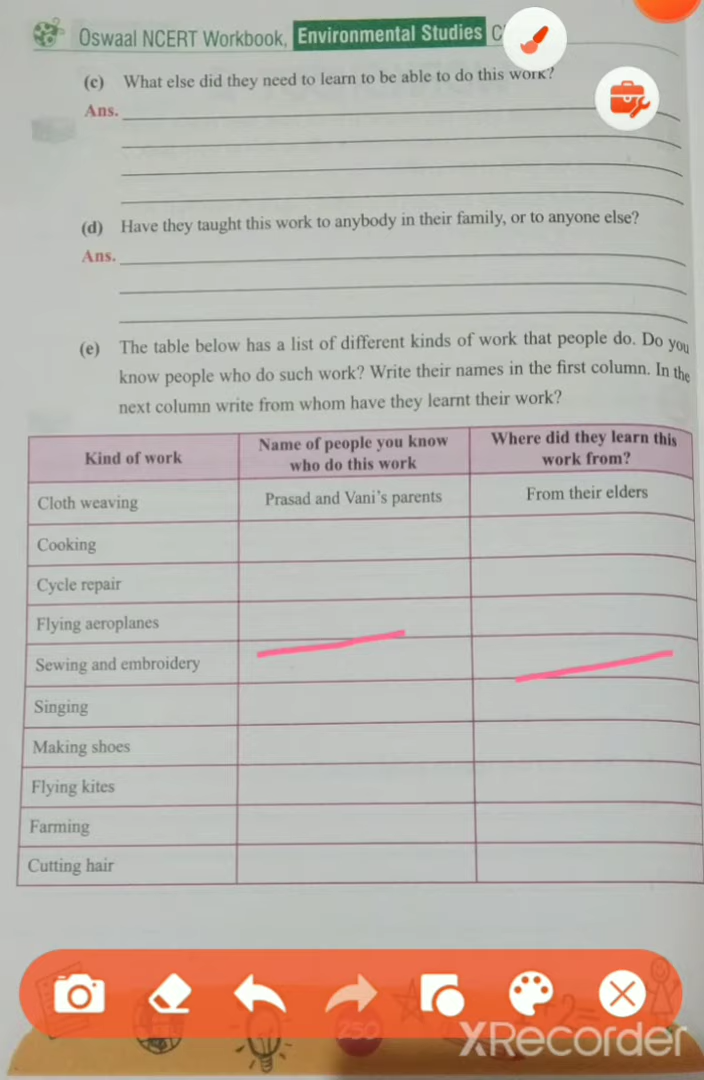 Oswaal NCERT Workbook, Environmental Studies
(c) What else did they need to learn to be able to do this work?
Ans.
(d) Have they taught this work to anybody in their family, or to anyone else?
Ans.
(e) The table below has a list of different kinds of work that people do. Do you
know people who do such work? Write their names in the first column. In the
next column write from whom have they learnt their work?
Kind of work
Name of people you know
who do this work
Where did they learn this
work from?
Cloth weaving
Prasad and Vani's parents
From their elders
Cooking
Cycle repair
Flying aeroplanes
Sewing and embroidery
Singing
Making shoes
Flying kites
Farming
Cutting hair
250
XRecorder